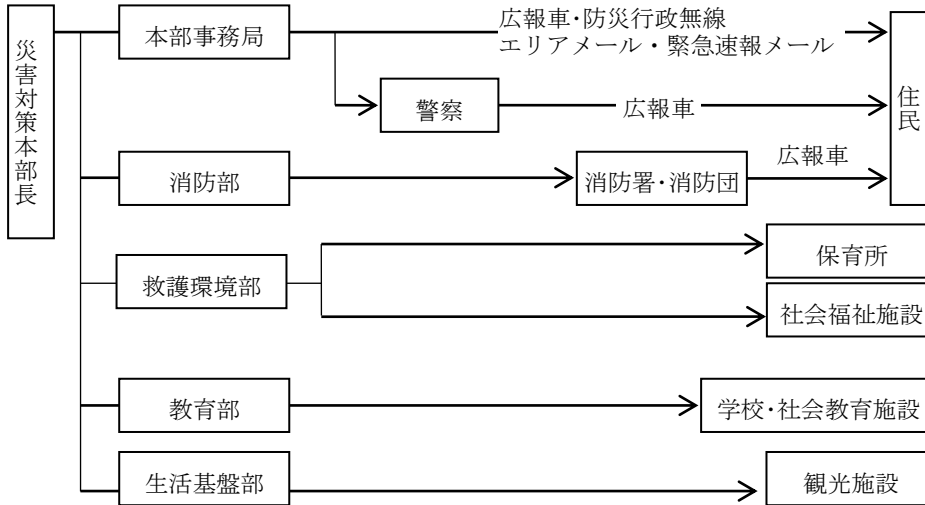 災害対策本部長
本部事務局
広報車・防災行政無線
エリアメール・緊急速報メール
住民
警察
広報車
消防部
消防署・消防団
広報車
救護環境部
保育所
社会福祉施設
教育部
学校・社会教育施設
生活基盤部
観光施設